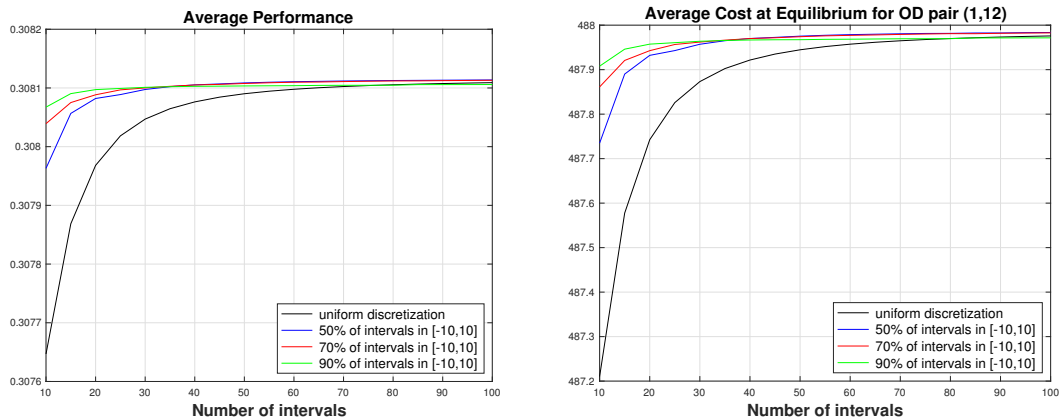 Average Performance
0.3082
0.3081
0.308
0.3079
0.3078
0.3077
0.3076
10 20 30 40 50 60 70 80 90 100
Number of intervals
uniform discretization
50% of intervals in [-10,10]
70% of intervals in [-10,10]
90% of intervals in [-10,10]
Average Cost at Equilibrium for OD pair (1,12)
488
487.9
487.8
487.7
487.6
487.5
487.4
487.3
487.2
10 20 30 40 50 60 70 80 90 100
Number of intervals
uniform discretization
50% of intervals in [-10,10]
70% of intervals in [-10,10]
90% of intervals in [-10,10]